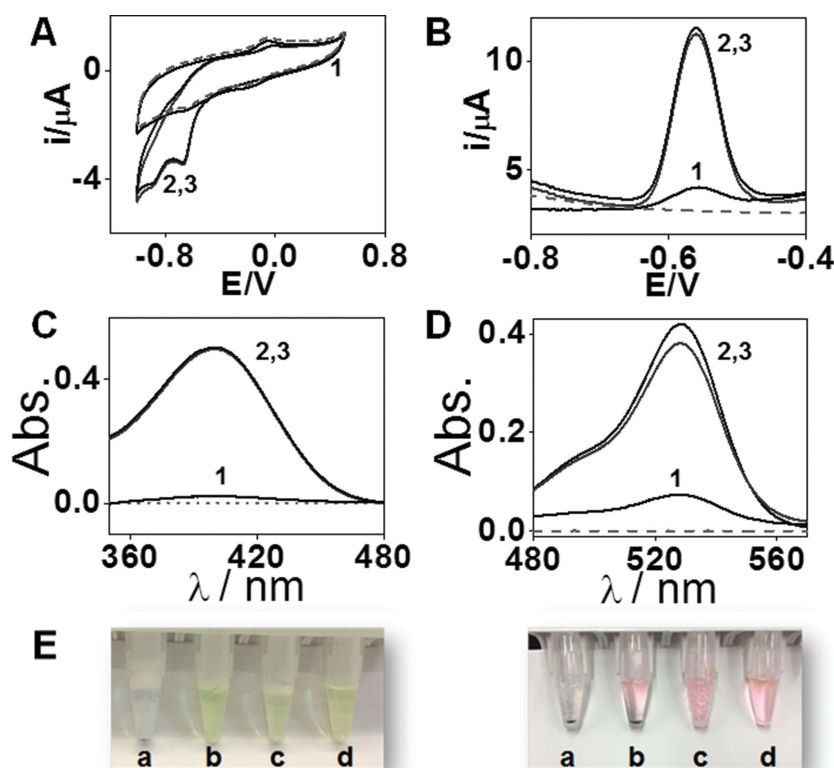 A
i/μA
0
-4
1
2,3
-0.8 0.0 0.8
E/V
B
i/μA
10
5
2,3
1
-0.8 -0.6 -0.4
E/V
C
Abs.
0.4
0.0
2,3
1
360 420 480
λ / nm
D
Abs.
0.4
0.2
0.0
2,3
1
480 520 560
λ / nm
E
a b c d
a b c d